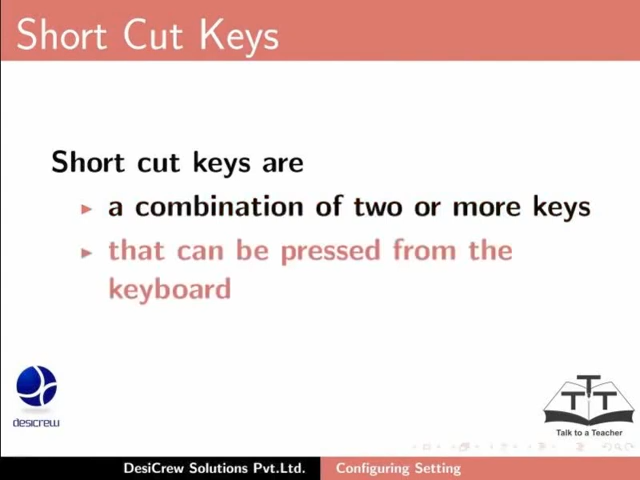 Short Cut Keys
Short cut keys are
a combination of two or more keys
that can be pressed from the
keyboard
desicrew
TTT
Talk to a Teacher
DesiCrew Solutions Pvt.Ltd.
Configuring Setting